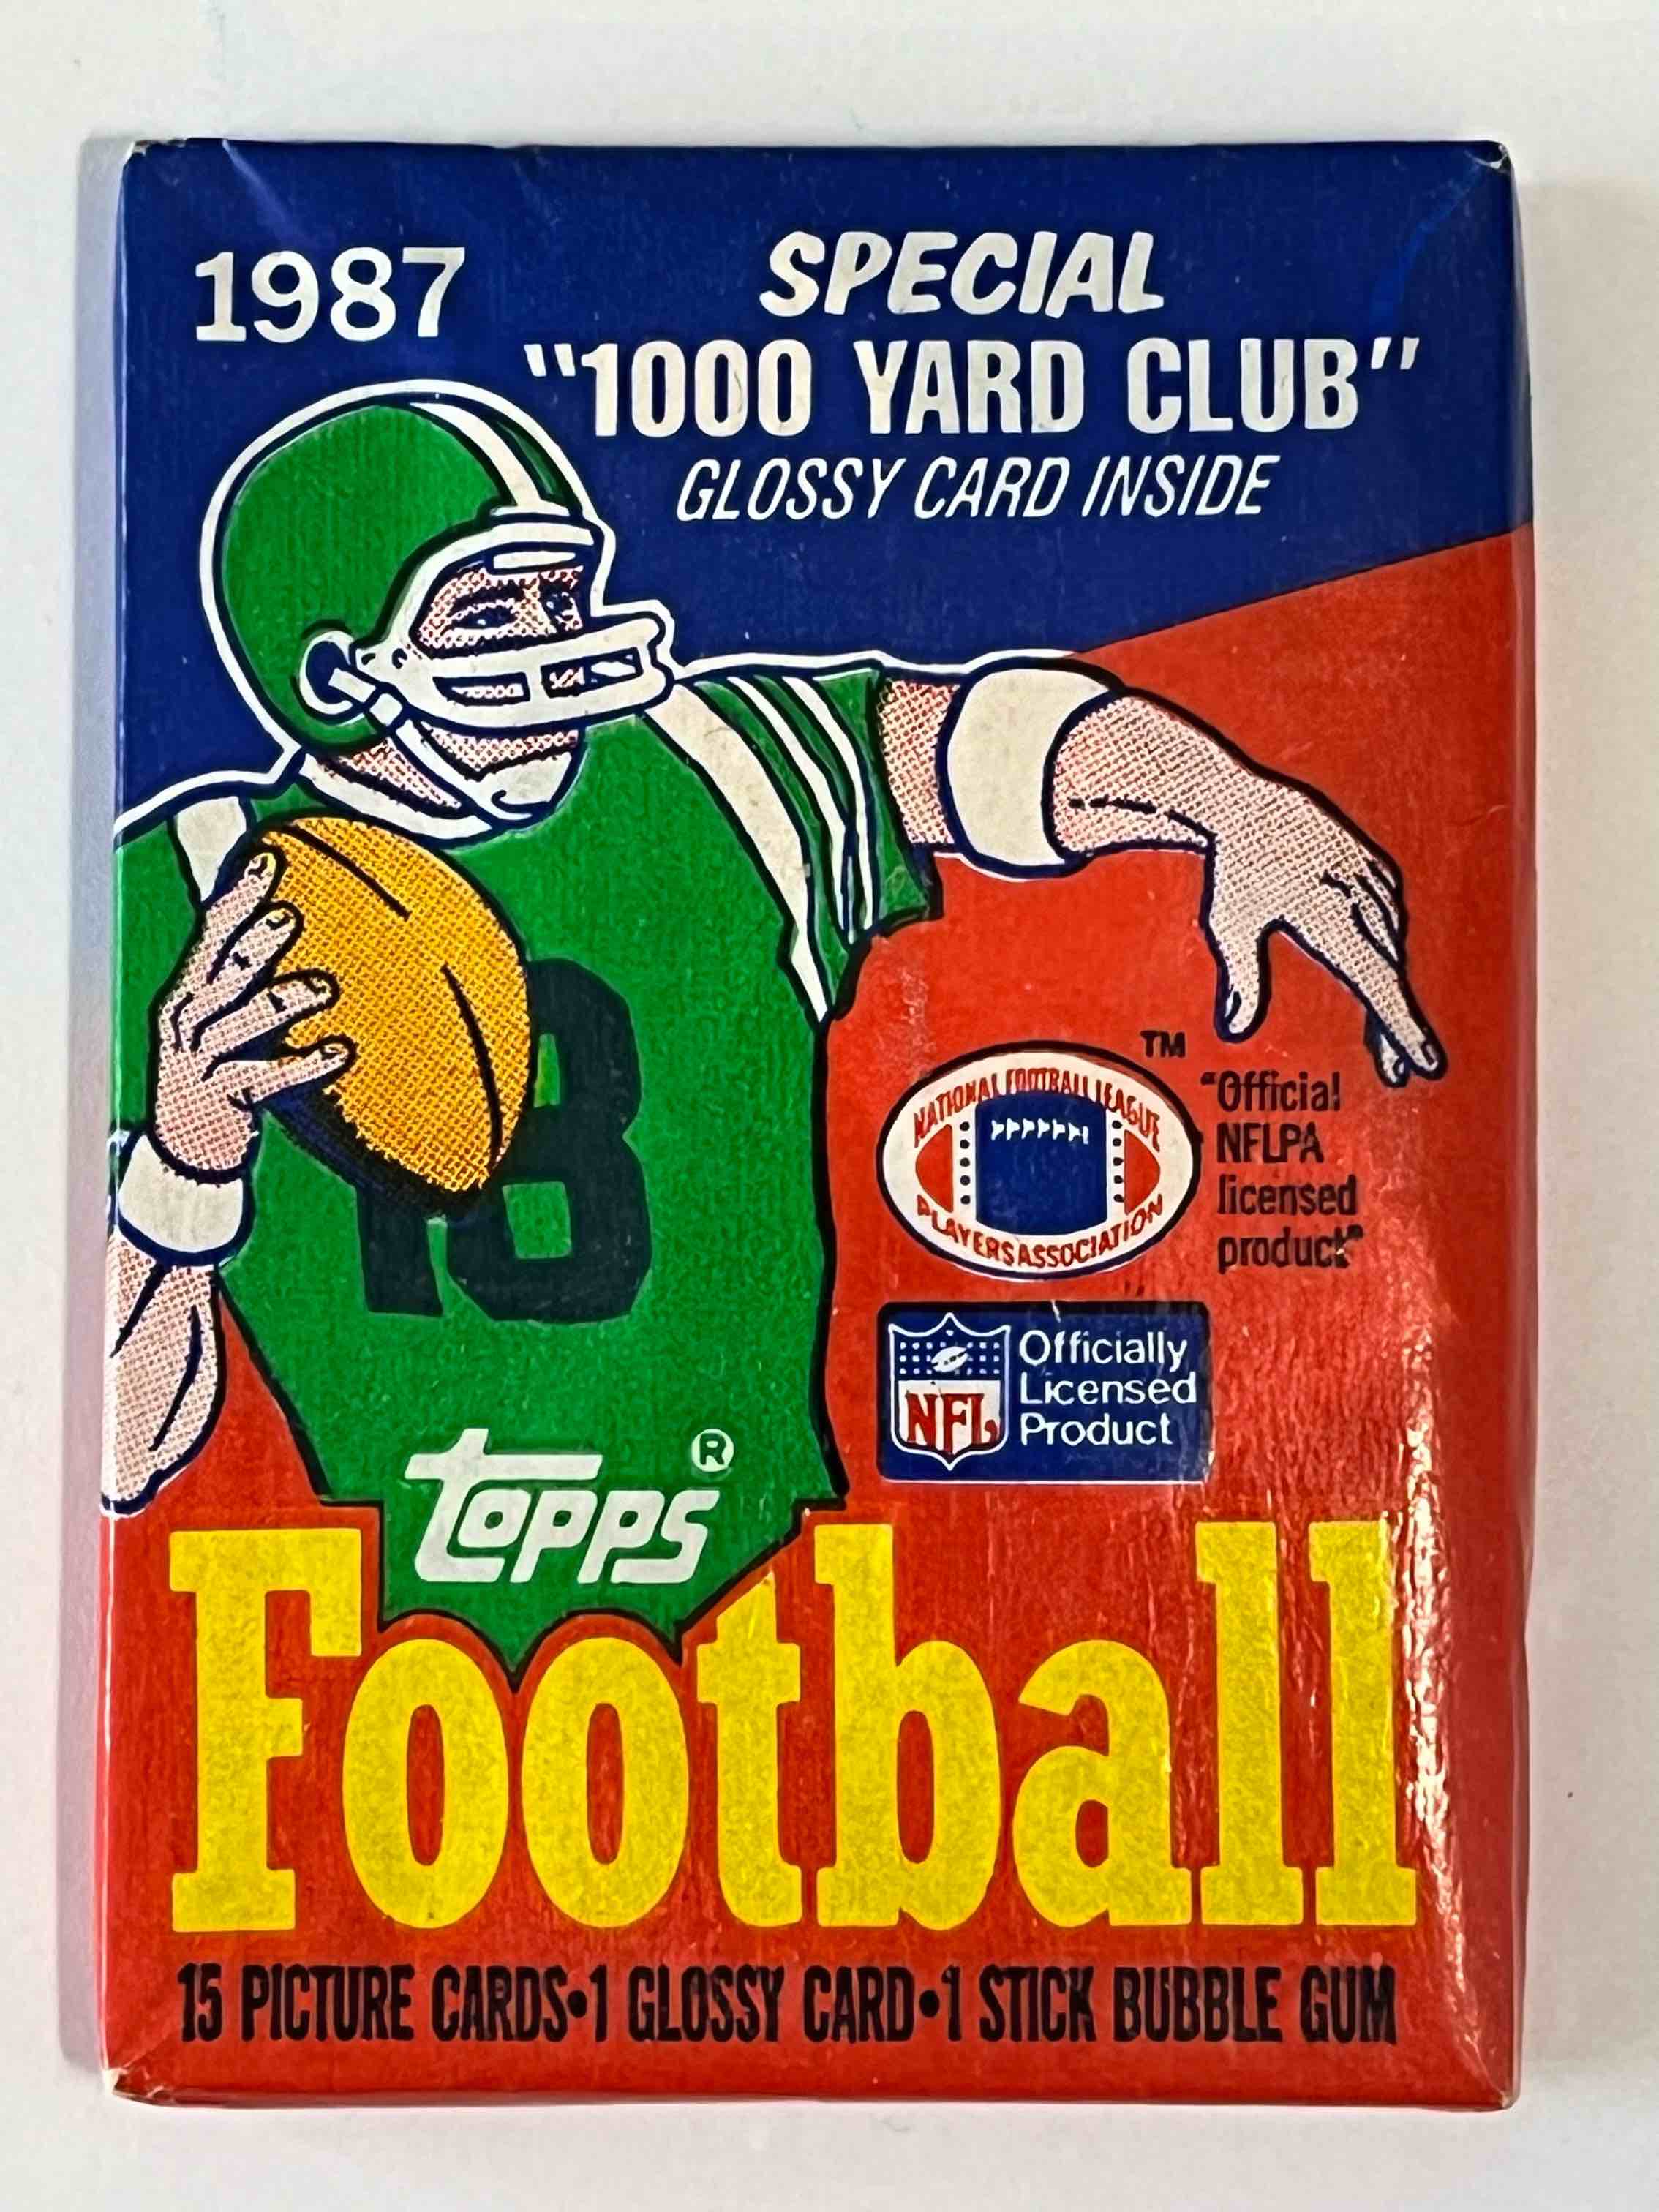 1987
SPECIAL
"1000 YARD CLUB"
GLOSSY CARD INSIDE
18
TM
NATIONAL FOOTBALL LEAGUE
PLAYERS ASSOCIATION
"Official
NFLPA
licensed
product"
NFL
Officially
Licensed
Product
topps®
Football
15 PICTURE CARDS•1 GLOSSY CARD•1 STICK BUBBLE GUM